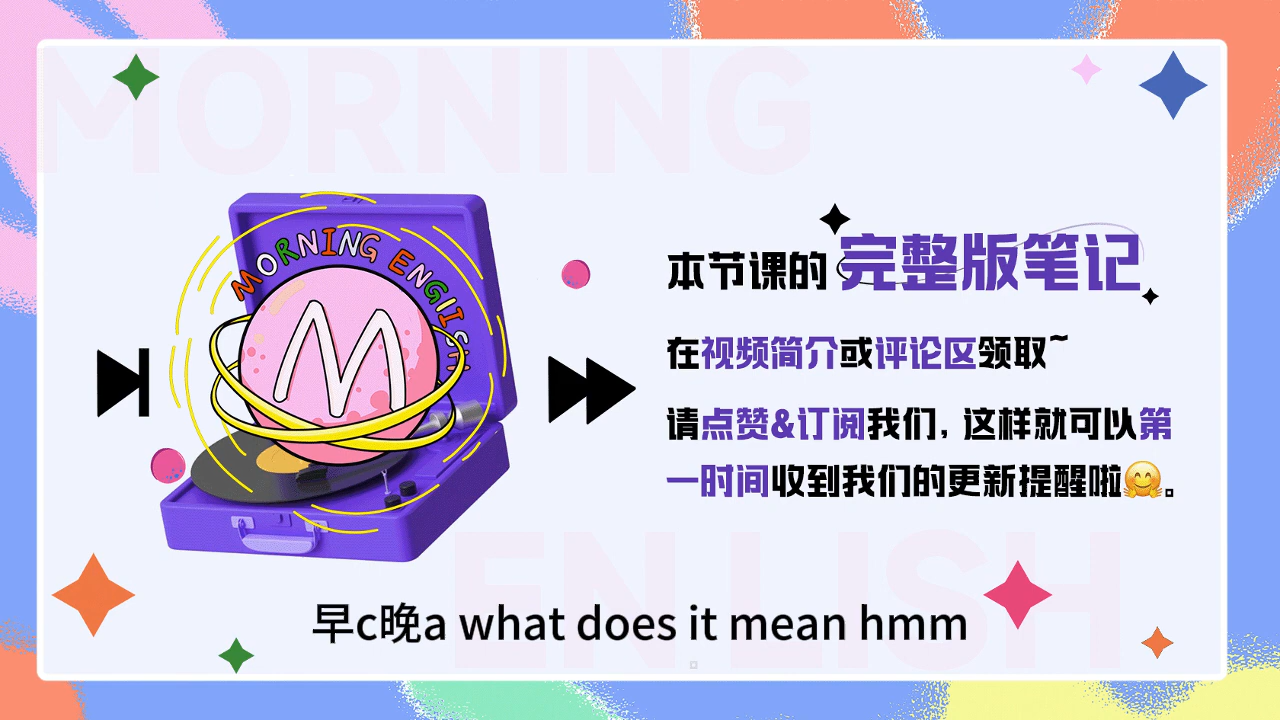 MORNING
MORNING ENGLISH
M
本节课的 完整版笔记
在视频简介或评论区领取~
请点赞&订阅我们, 这样就可以第
一时间收到我们的更新提醒啦🤗。
EN LISH
早c晚a what does it mean hmm